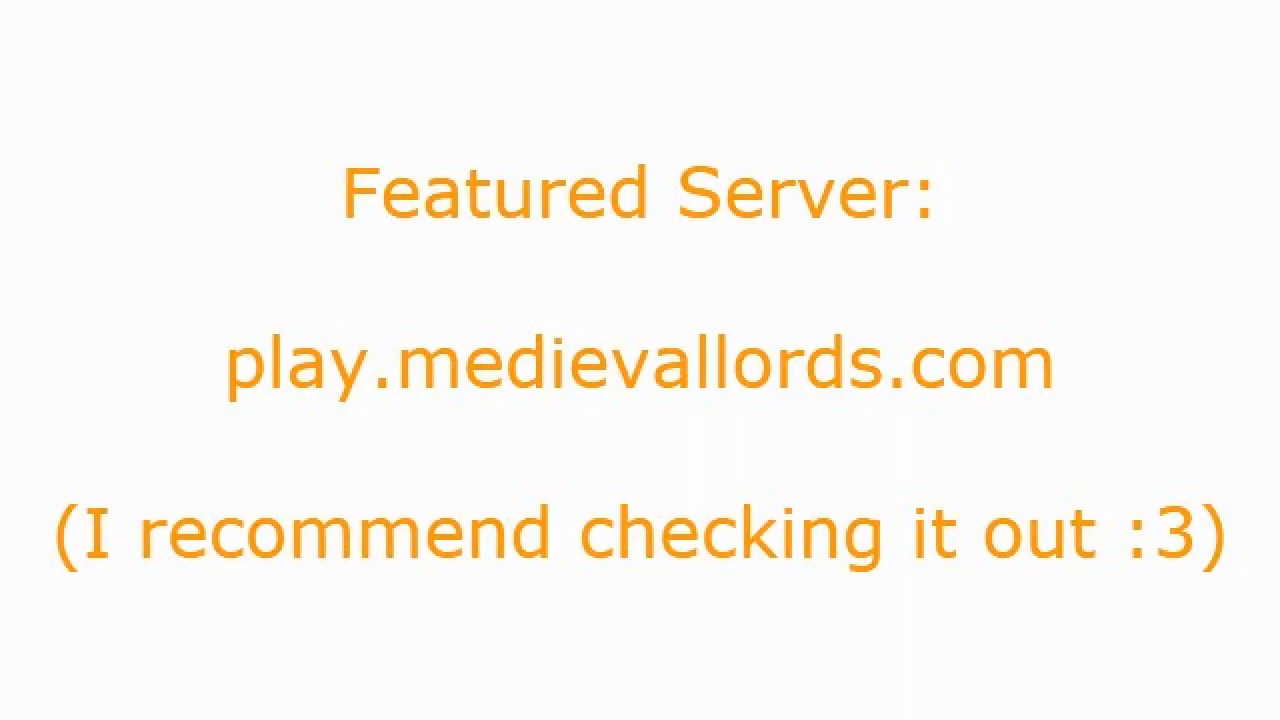 Featured Server:
play.medievallords.com
(I recommend checking it out :3)